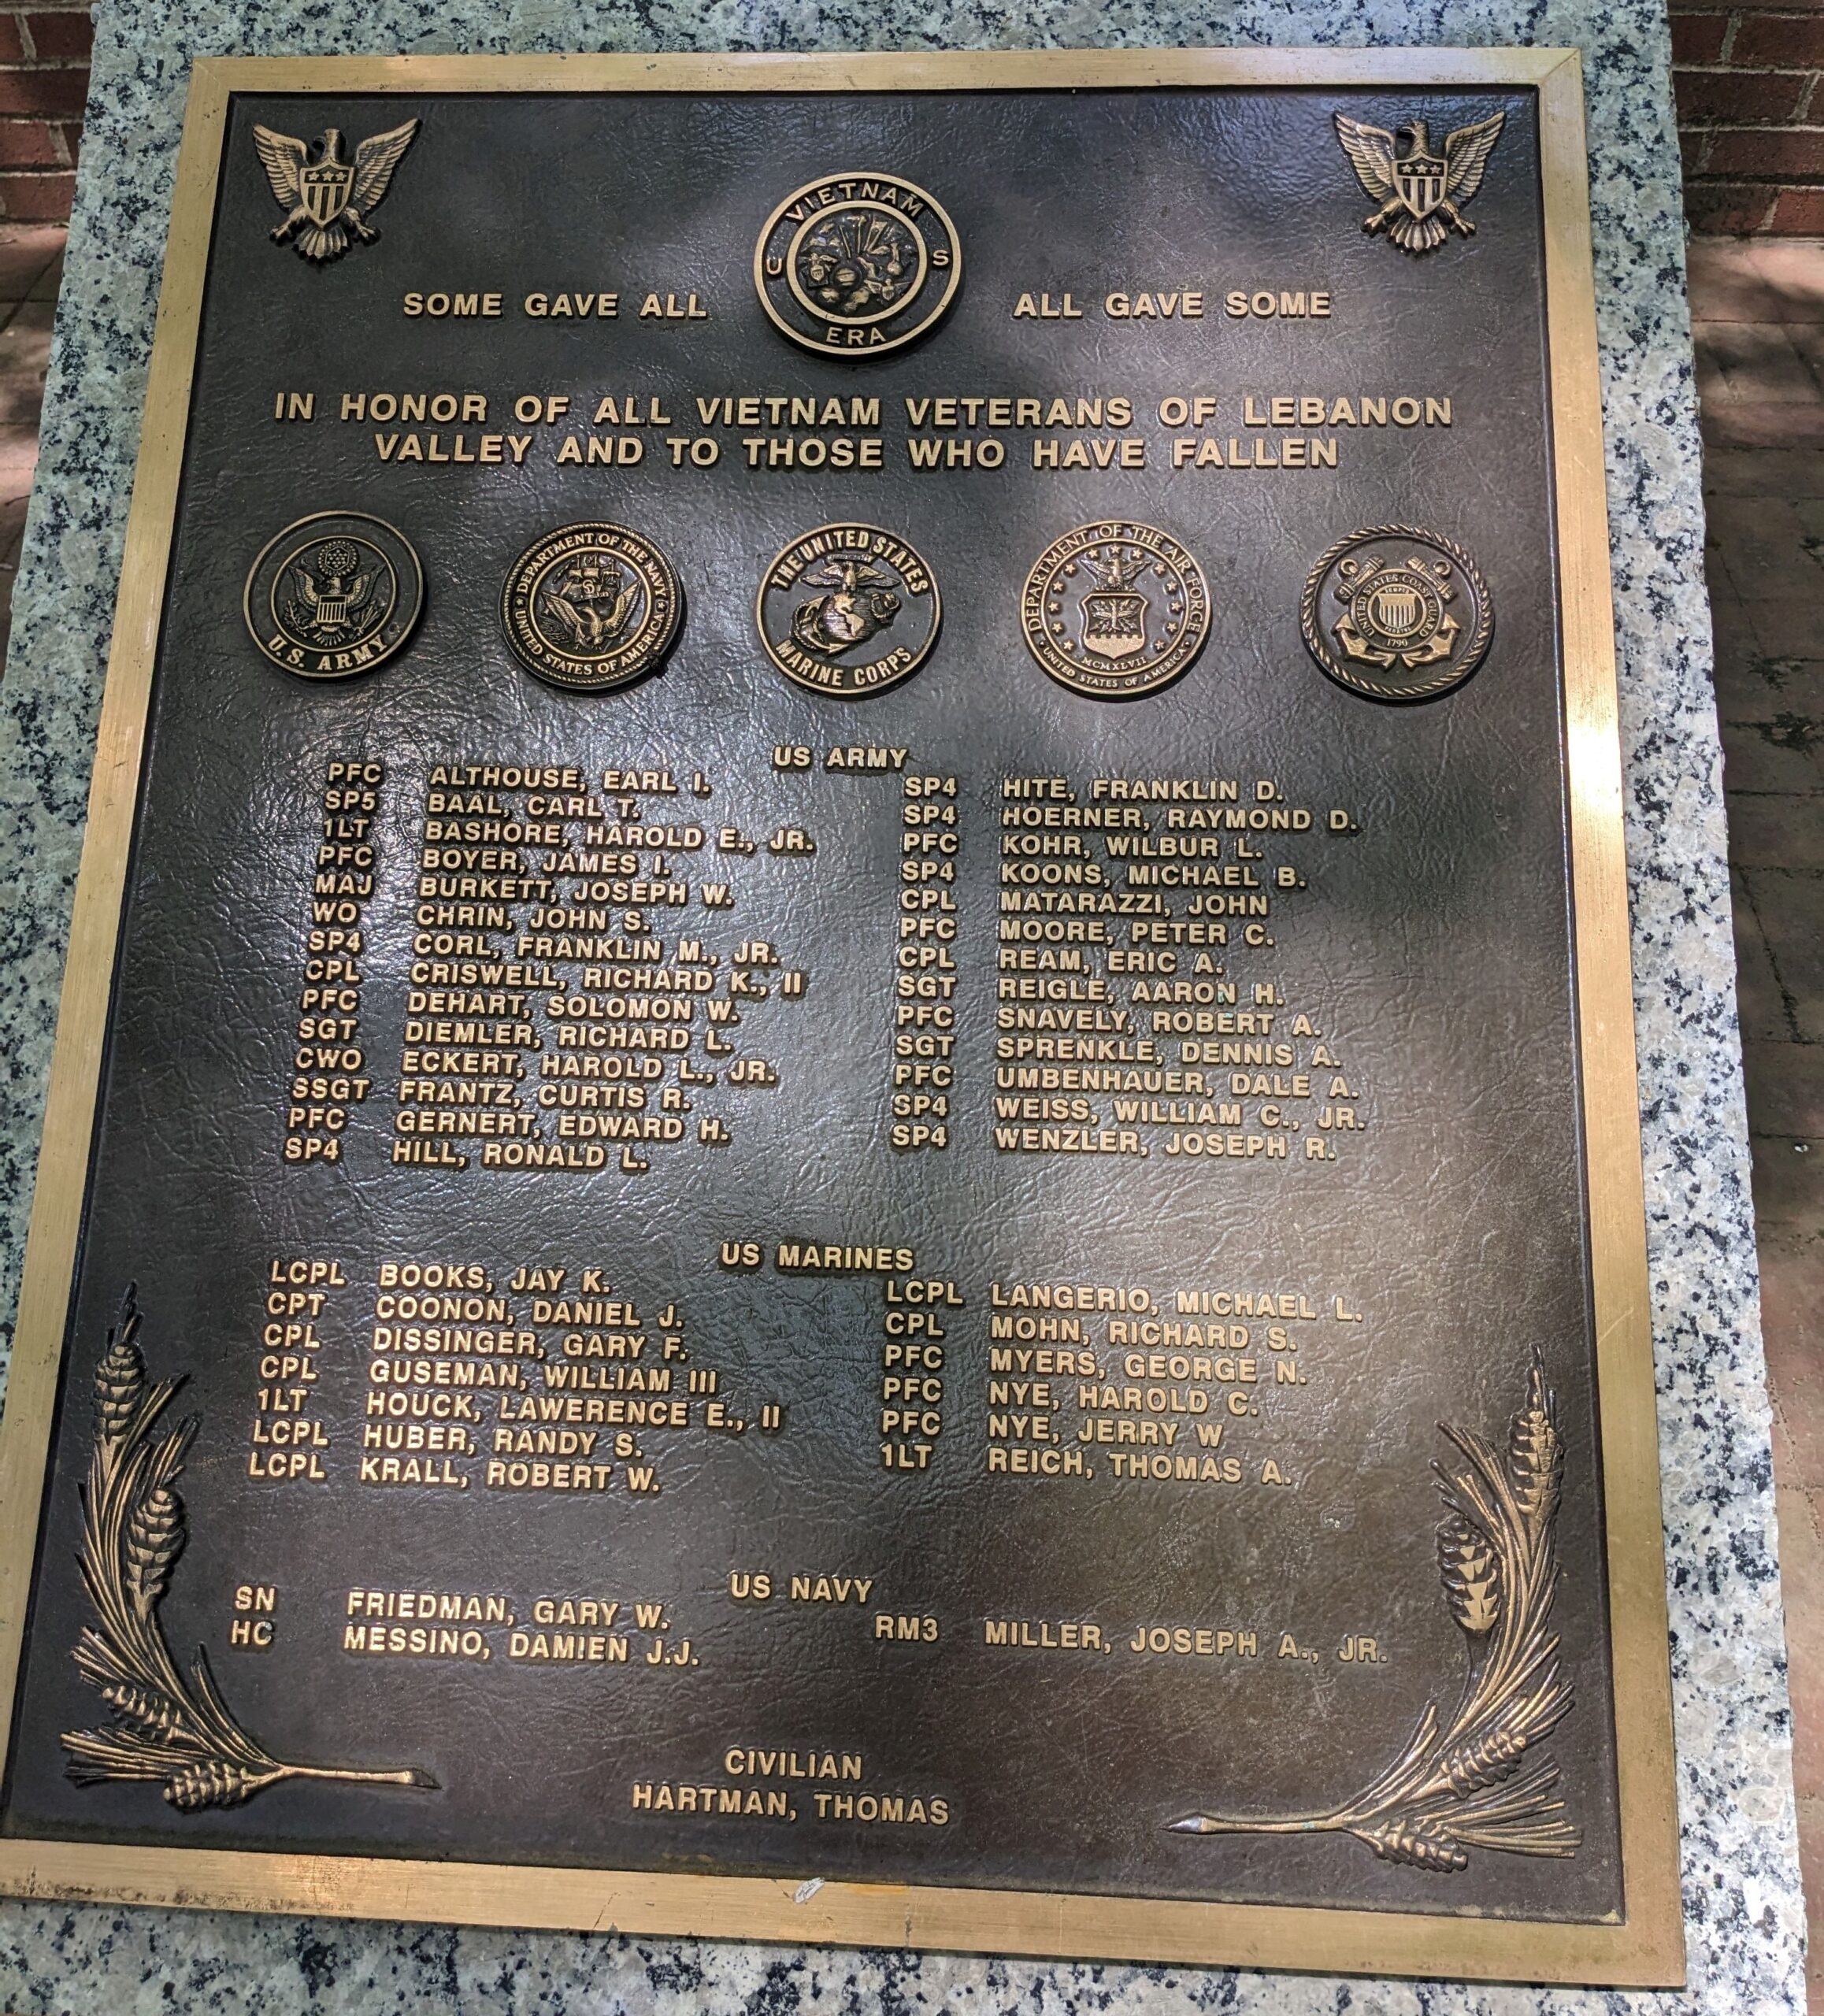 VIETNAM
U S
ERA
SOME GAVE ALL ALL GAVE SOME
IN HONOR OF ALL VIETNAM VETERANS OF LEBANON
VALLEY AND TO THOSE WHO HAVE FALLEN
U.S. ARMY
DEPARTMENT OF THE NAVY
UNITED STATES OF AMERICA
THE UNITED STATES
MARINE CORPS
DEPARTMENT OF THE AIR FORCE
MCMXLVII
UNITED STATES OF AMERICA
UNITED STATES COAST GUARD
SEMPER
PARATUS
1790
US ARMY
PFC ALTHOUSE, EARL I.
SP5 BAAL, CARL T.
1LT BASHORE, HAROLD E., JR.
PFC BOYER, JAMES I.
MAJ BURKETT, JOSEPH W.
WO CHRIN, JOHN S.
SP4 CORL, FRANKLIN M., JR.
CPL CRISWELL, RICHARD K., II
PFC DEHART, SOLOMON W.
SGT DIEMLER, RICHARD L.
CWO ECKERT, HAROLD L., JR.
SSGT FRANTZ, CURTIS R.
PFC GERNERT, EDWARD H.
SP4 HILL, RONALD L.
SP4 HITE, FRANKLIN D.
SP4 HOERNER, RAYMOND D.
PFC KOHR, WILBUR L.
SP4 KOONS, MICHAEL B.
CPL MATARAZZI, JOHN
PFC MOORE, PETER C.
CPL REAM, ERIC A.
SGT REIGLE, AARON H.
PFC SNAVELY, ROBERT A.
SGT SPRENKLE, DENNIS A.
PFC UMBENHAUER, DALE A.
SP4 WEISS, WILLIAM C., JR.
SP4 WENZLER, JOSEPH R.
US MARINES
LCPL BOOKS, JAY K.
CPT COONON, DANIEL J.
CPL DISSINGER, GARY F.
CPL GUSEMAN, WILLIAM III
1LT HOUCK, LAWERENCE E., II
LCPL HUBER, RANDY S.
LCPL KRALL, ROBERT W.
LCPL LANGERIO, MICHAEL L.
CPL MOHN, RICHARD S.
PFC MYERS, GEORGE N.
PFC NYE, HAROLD C.
PFC NYE, JERRY W
1LT REICH, THOMAS A.
US NAVY
SN FRIEDMAN, GARY W.
HC MESSINO, DAMIEN J.J.
RM3 MILLER, JOSEPH A., JR.
CIVILIAN
HARTMAN, THOMAS